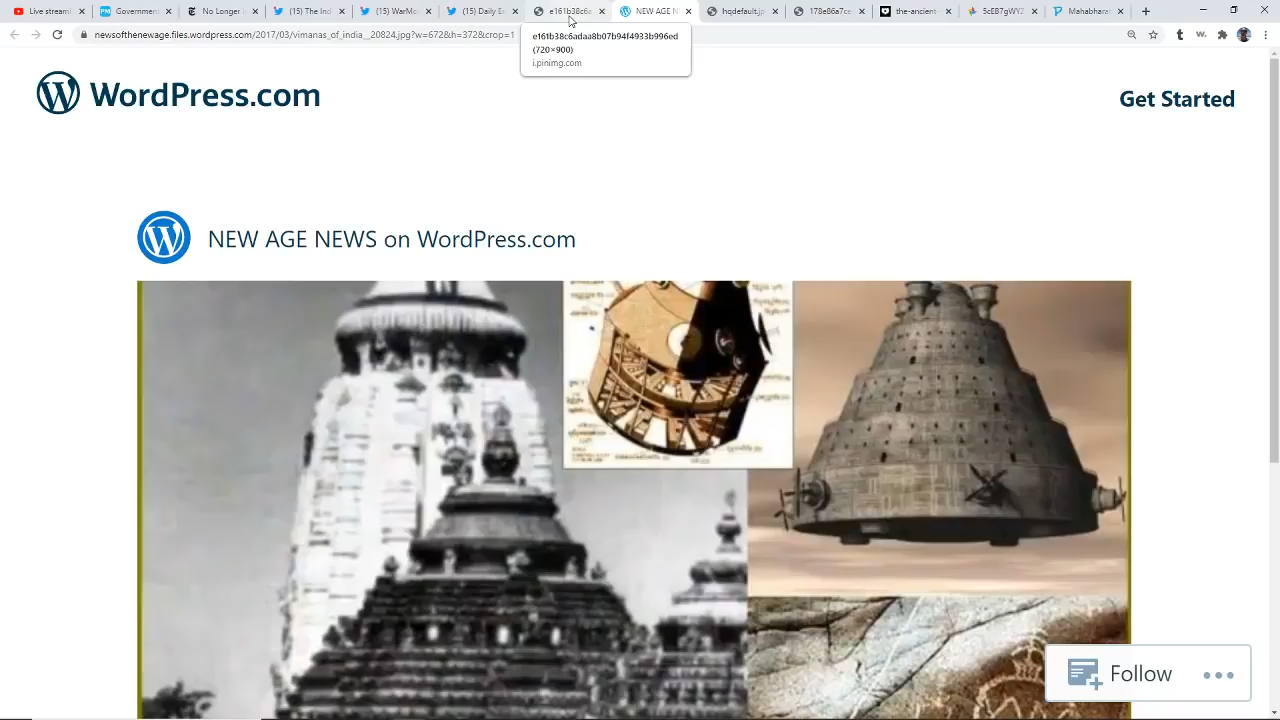 Live streami
Governmen
No Longer I
(15) The Ind
(15) WarMo
(15) Daily E
e161b38c6a
NEW AGE N
hqdefault.jp
178e86a7ce
the-ancient
5cEB7gWY2
Mahabharat
newsofthenewage.files.wordpress.com/2017/03/vimanas_of_india__20824.jpg?w=672&h=372&crop=1
e161b38c6adaa8b07b94f4933b996ed
(720×900)
i.pinimg.com
WordPress.com
Get Started
NEW AGE NEWS on WordPress.com
Follow